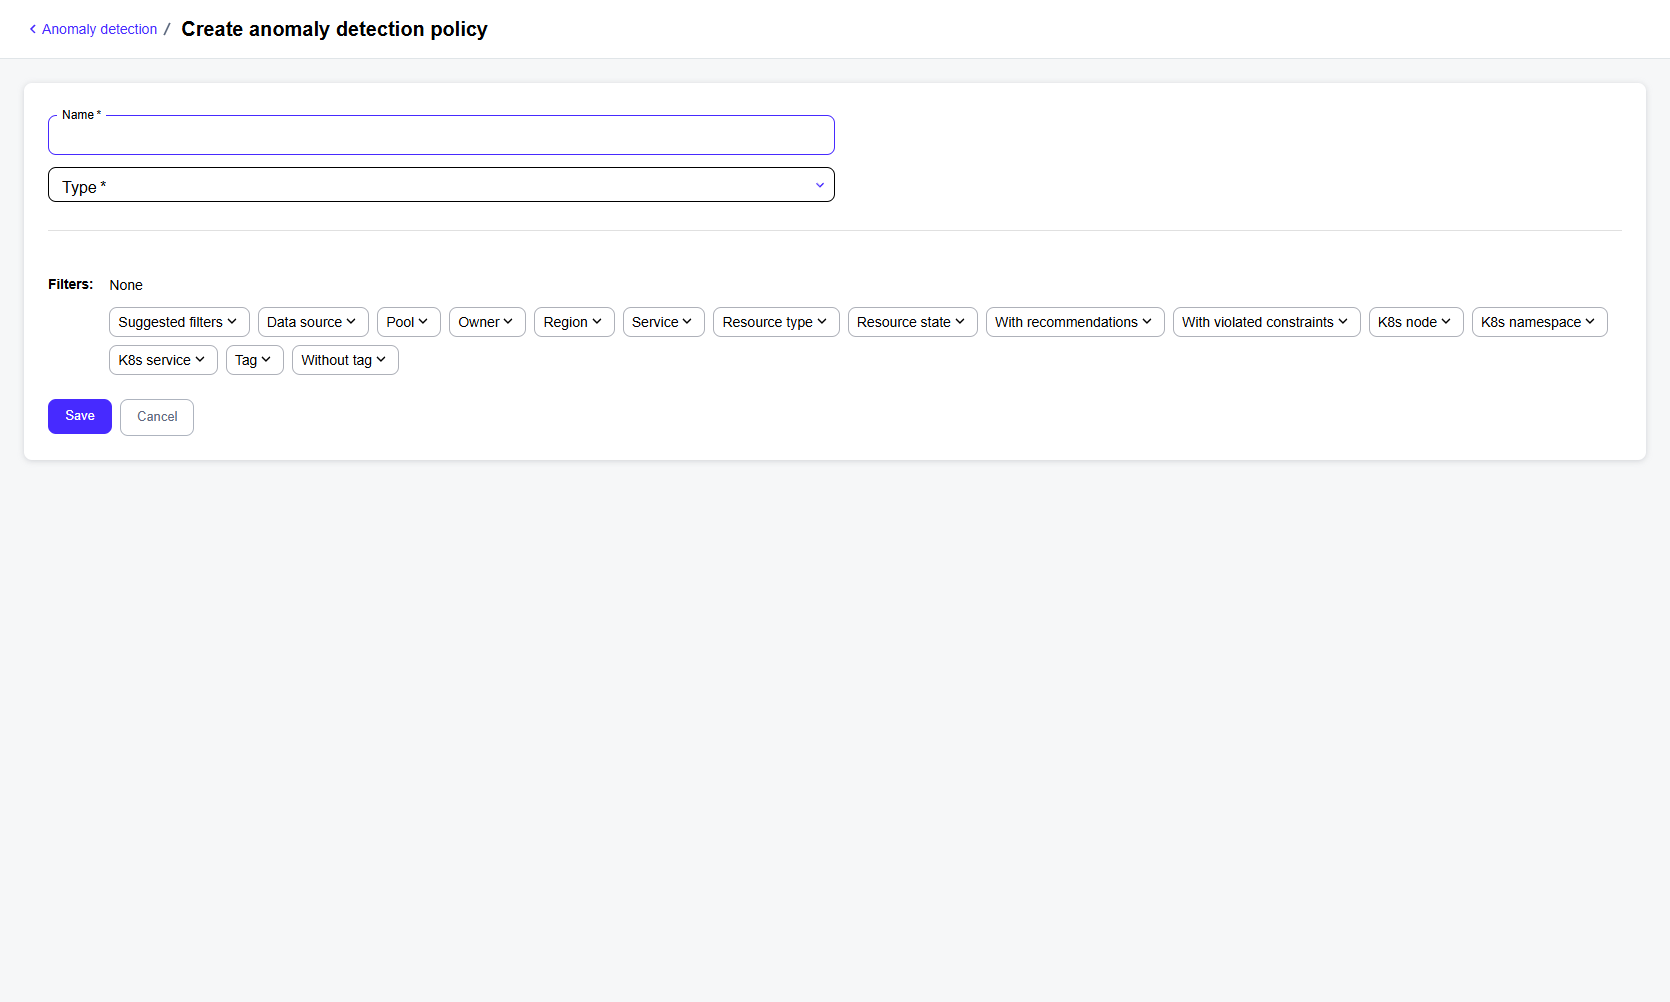 Anomaly detection / Create anomaly detection policy
Name *
Type *
Filters: None
Suggested filters Data source Pool Owner Region Service Resource type Resource state With recommendations With violated constraints K8s node K8s namespace
K8s service Tag Without tag
Save Cancel